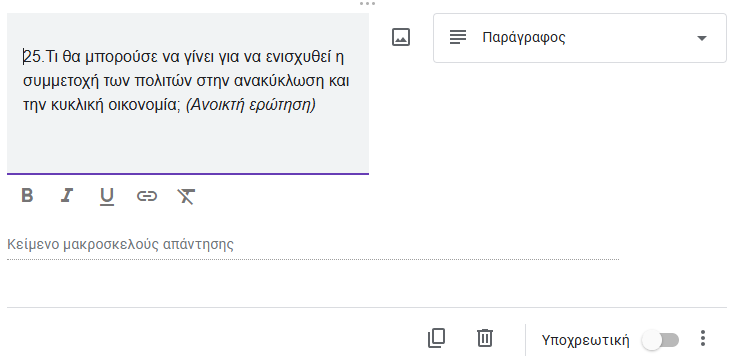 25.Τι θα μπορούσε να γίνει για να ενισχυθεί η
συμμετοχή των πολιτών στην ανακύκλωση και
την κυκλική οικονομία; (Ανοικτή ερώτηση)
Παράγραφος
B I U
Κείμενο μακροσκελούς απάντησης
Υποχρεωτική